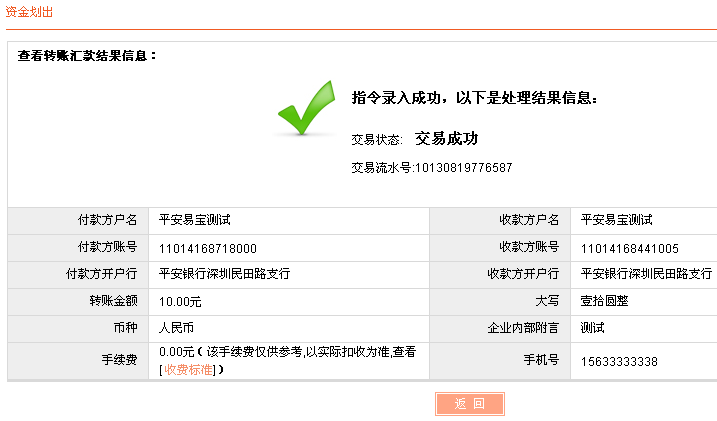 资金划出
查看转账汇款结果信息：
指令录入成功，以下是处理结果信息：
交易状态: 交易成功
交易流水号:10130819776587
付款方户名 平安易宝测试 收款方户名 平安易宝测试
付款方账号 11014168718000 收款方账号 11014168441005
付款方开户行 平安银行深圳民田路支行 收款方开户行 平安银行深圳民田路支行
转账金额 10.00元 大写 壹拾圆整
币种 人民币 企业内部附言 测试
手续费 0.00元（该手续费仅供参考,以实际扣收为准,查看
[收费标准]） 手机号 15633333338
返 回